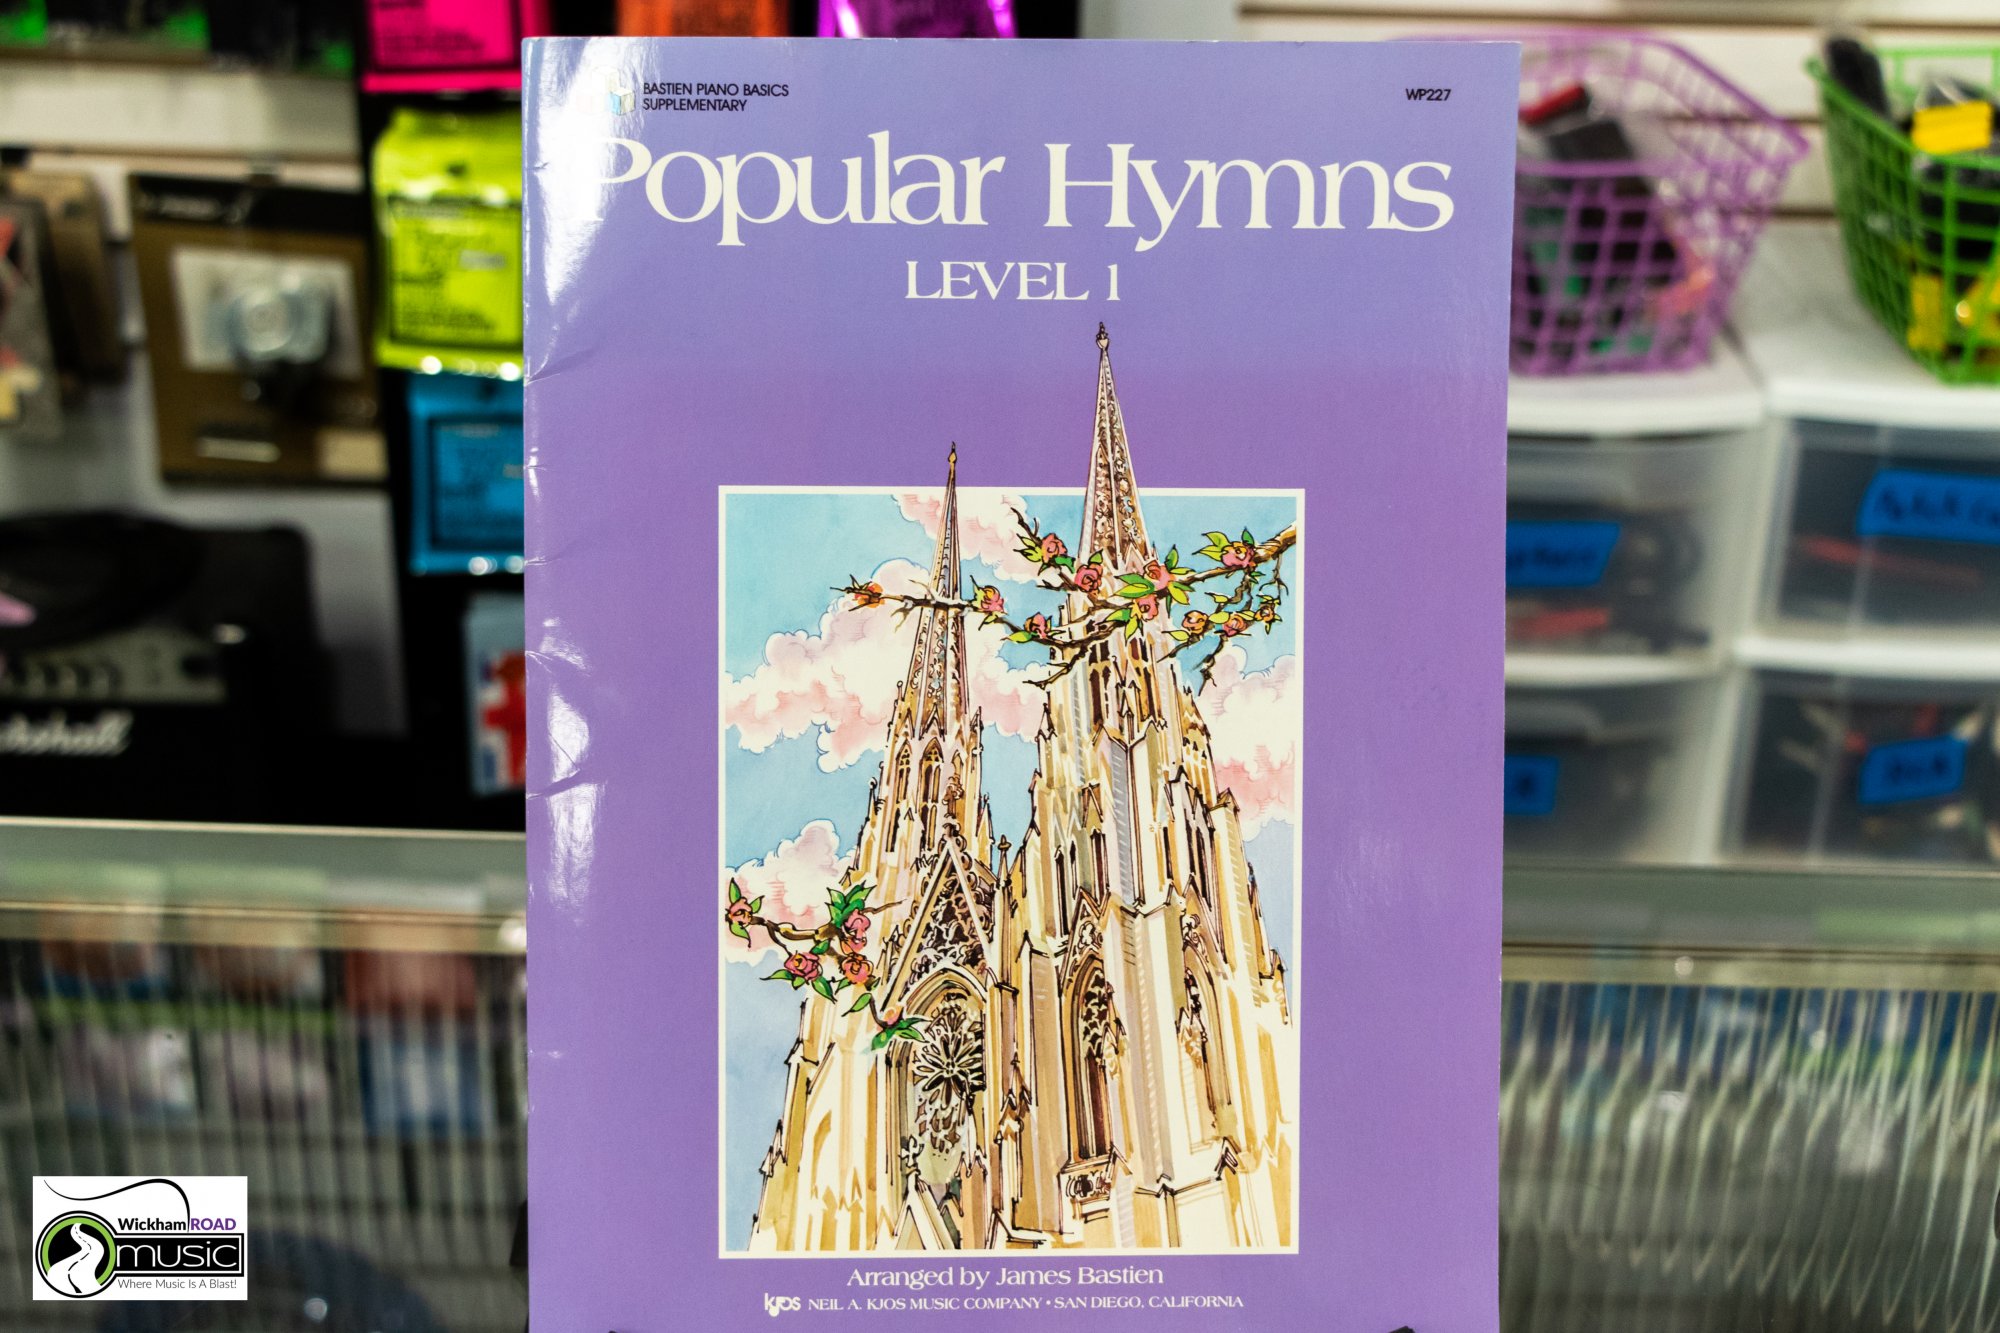 BASTIEN PIANO BASICS
SUPPLEMENTARY
WP227
Popular Hymns
LEVEL 1
Arranged by James Bastien
KJOS NEIL A. KJOS MUSIC COMPANY • SAN DIEGO, CALIFORNIA
Marshall
Wickham ROAD
music
Where Music Is A Blast!